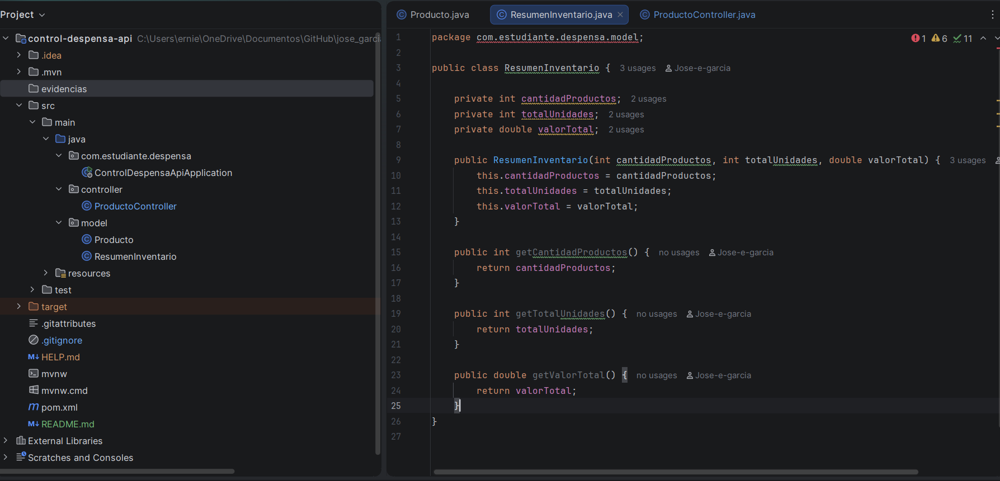 Project
control-despensa-api C:\Users\ernie\OneDrive\Documentos\GitHub\jose_garci
.idea
.mvn
evidencias
src
main
java
com.estudiante.despensa
ControlDespensaApiApplication
controller
ProductoController
model
Producto
ResumenInventario
resources
test
target
.gitattributes
.gitignore
M↓ HELP.md
mvnw
mvnw.cmd
m pom.xml
M↓ README.md
External Libraries
Scratches and Consoles
Producto.java ResumenInventario.java ProductoController.java
1 package com.estudiante.despensa.model; 1 6 11
2
3 public class ResumenInventario { 3 usages Jose-e-garcia
4
5 private int cantidadProductos; 2 usages
6 private int totalUnidades; 2 usages
7 private double valorTotal; 2 usages
8
9 public ResumenInventario(int cantidadProductos, int totalUnidades, double valorTotal) { 3 usages
10 this.cantidadProductos = cantidadProductos;
11 this.totalUnidades = totalUnidades;
12 this.valorTotal = valorTotal;
13 }
14
15 public int getCantidadProductos() { no usages Jose-e-garcia
16 return cantidadProductos;
17 }
18
19 public int getTotalUnidades() { no usages Jose-e-garcia
20 return totalUnidades;
21 }
22
23 public double getValorTotal() { no usages Jose-e-garcia
24 return valorTotal;
25 }
26 }
27